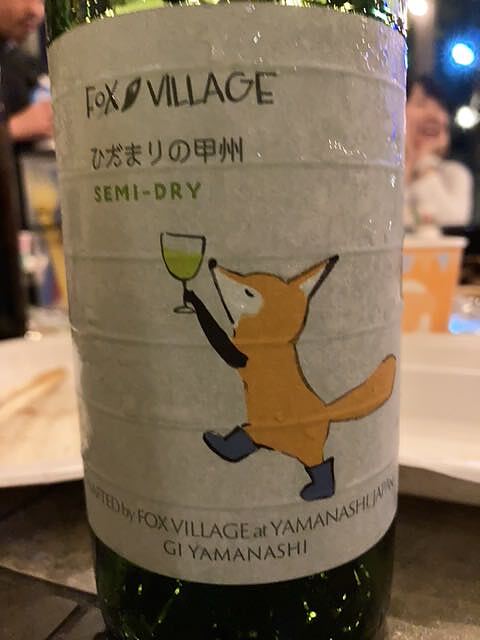 FOX VILLAGE
ひだまりの甲州
SEMI-DRY
by FOX VILLAGE at YAMANASHI, JAPAN
GI YAMANASHI